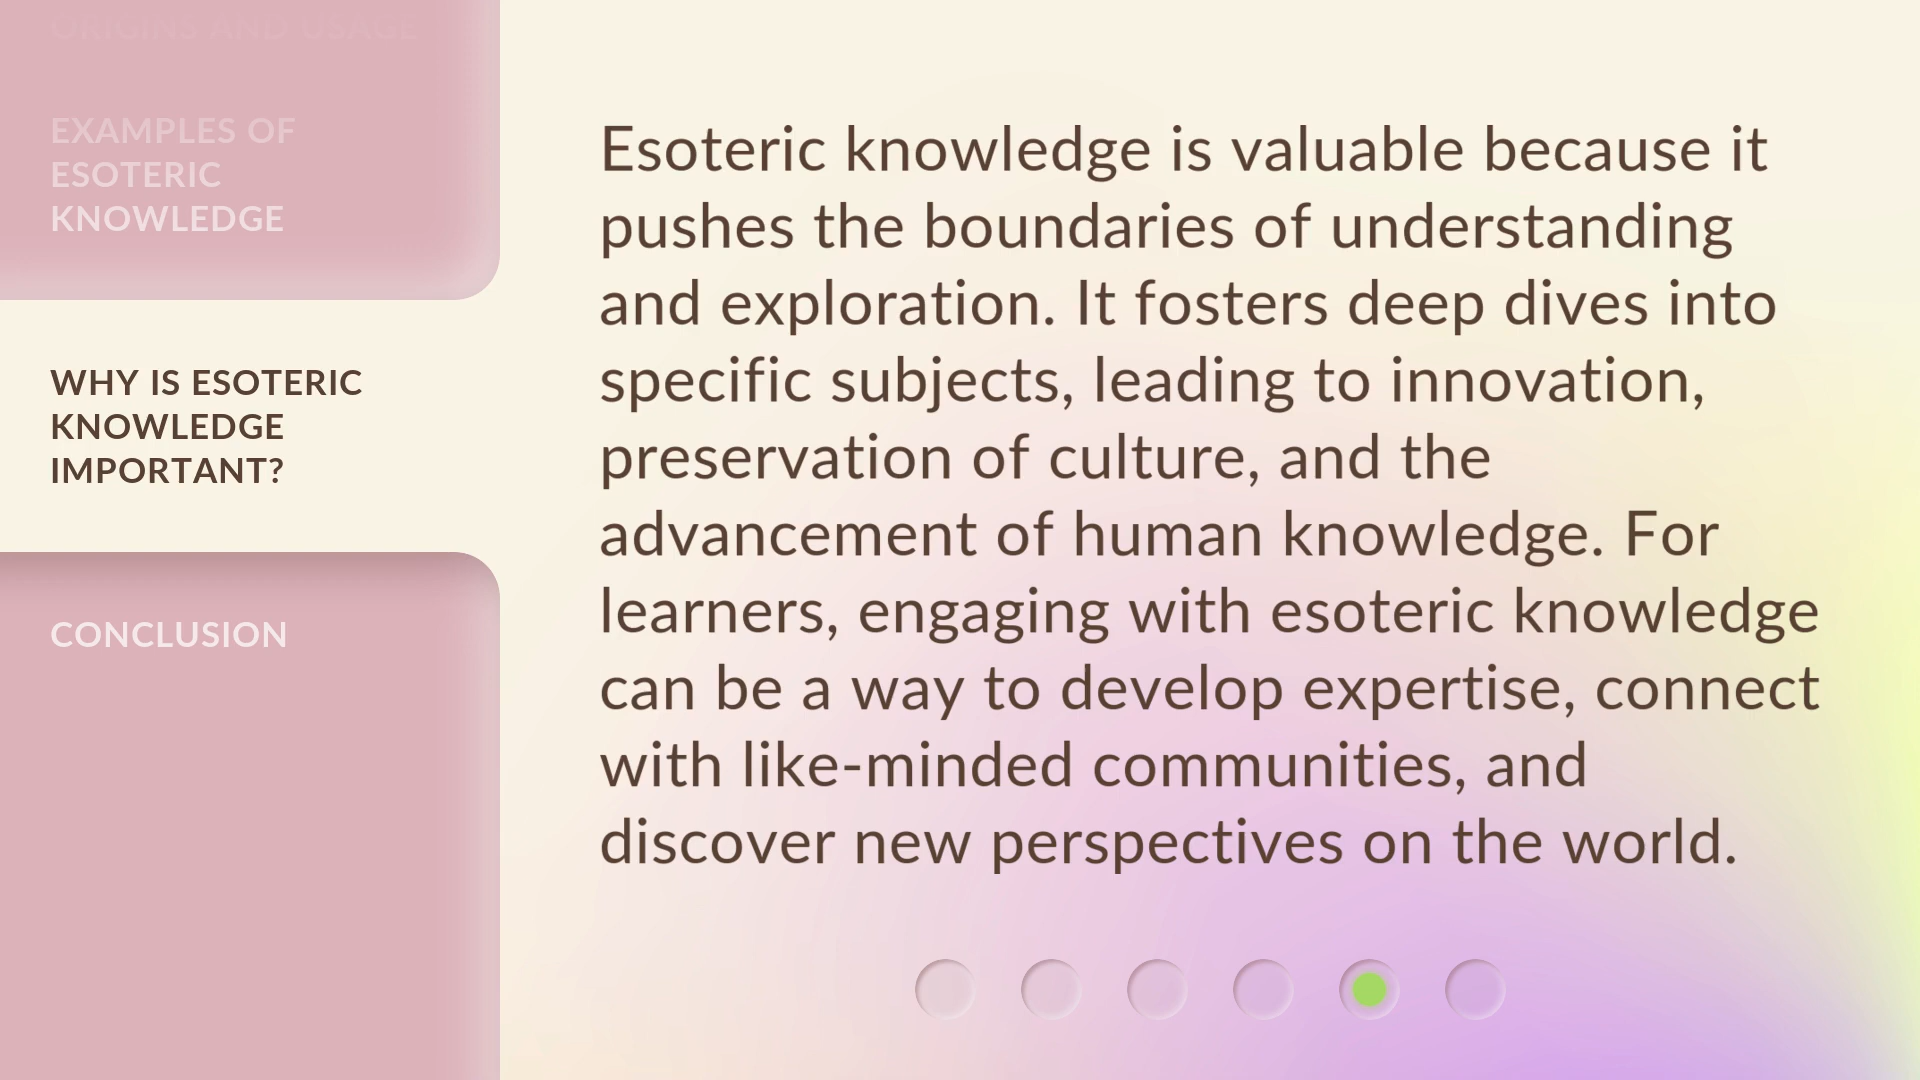 ORIGINS AND USAGE
EXAMPLES OF
ESOTERIC
KNOWLEDGE
WHY IS ESOTERIC
KNOWLEDGE
IMPORTANT?
CONCLUSION
Esoteric knowledge is valuable because it
pushes the boundaries of understanding
and exploration. It fosters deep dives into
specific subjects, leading to innovation,
preservation of culture, and the
advancement of human knowledge. For
learners, engaging with esoteric knowledge
can be a way to develop expertise, connect
with like-minded communities, and
discover new perspectives on the world.